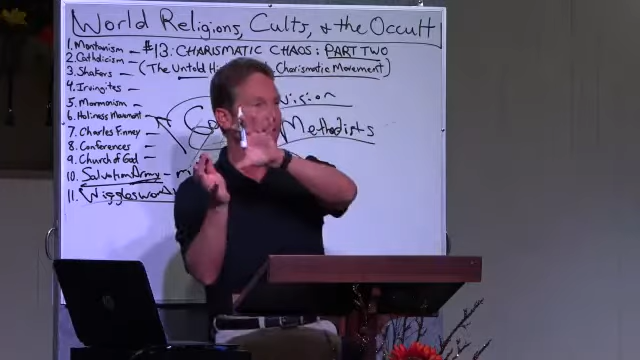 World Religions, Cults, & the Occult
#13: CHARISMATIC CHAOS: PART TWO
(The Untold Charismatic Movement)
1. Montanism
2. Catholicism
3. Shakers
4. Irvingites
5. Mormonism
6. Holiness Movement
7. Charles Finney
8. Conferences
9. Church of God
10. Salvation Army
11. Wigglesworth
Methodists
hp